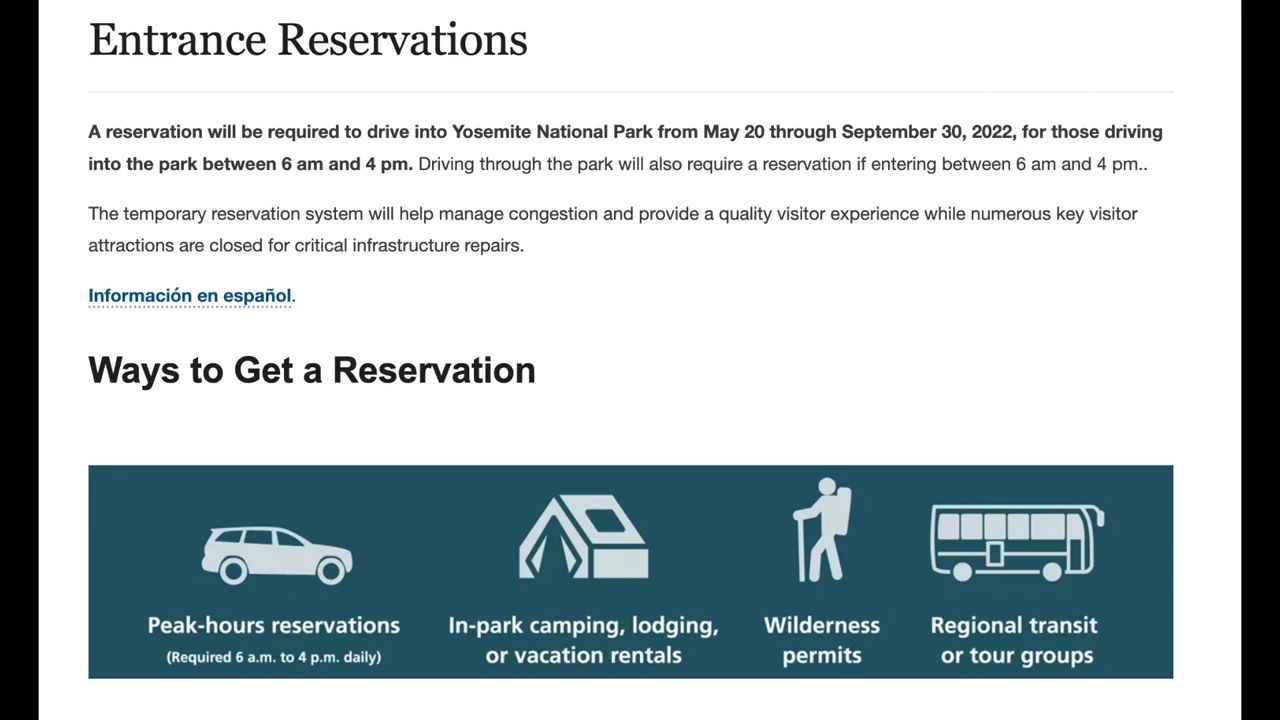 Entrance Reservations
A reservation will be required to drive into Yosemite National Park from May 20 through September 30, 2022, for those driving
into the park between 6 am and 4 pm. Driving through the park will also require a reservation if entering between 6 am and 4 pm..
The temporary reservation system will help manage congestion and provide a quality visitor experience while numerous key visitor
attractions are closed for critical infrastructure repairs.
Información en español.
Ways to Get a Reservation
Peak-hours reservations
(Required 6 a.m. to 4 p.m. daily)
In-park camping, lodging,
or vacation rentals
Wilderness
permits
Regional transit
or tour groups